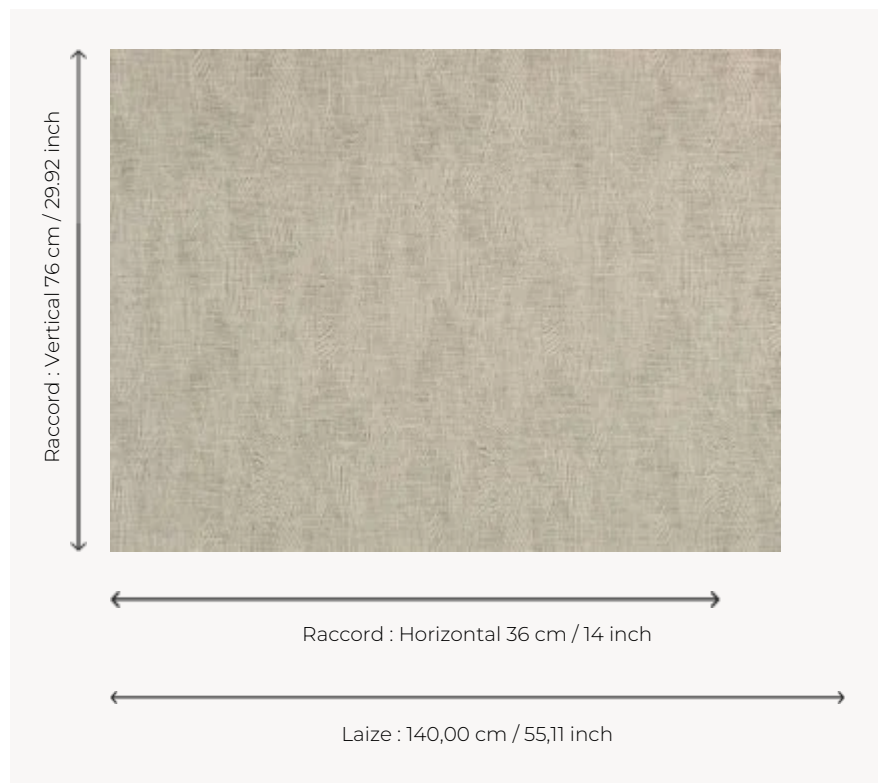 Raccord : Vertical 76 cm / 29.92 inch
Raccord : Horizontal 36 cm / 14 inch
Laize : 140,00 cm / 55,11 inch